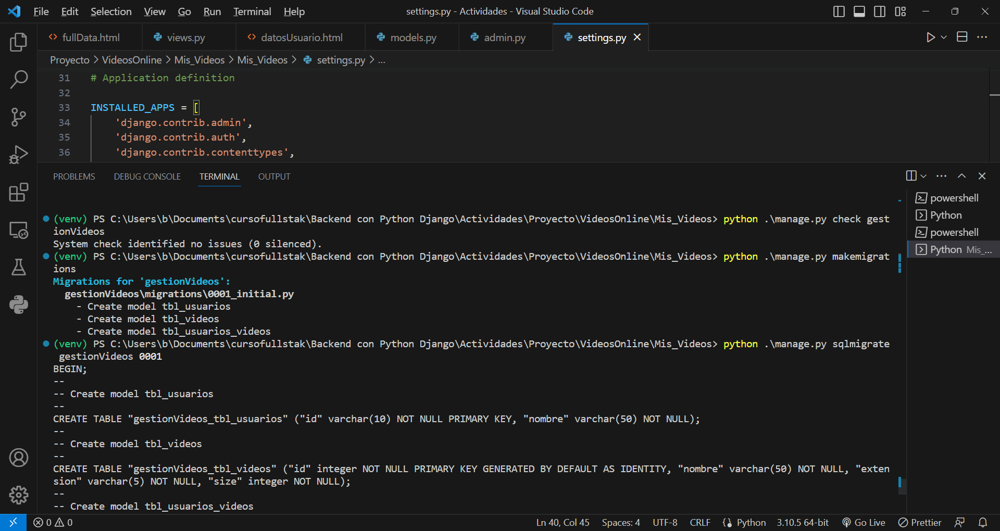 File Edit Selection View Go Run Terminal Help settings.py - Actividades - Visual Studio Code
fullData.html views.py datosUsuario.html models.py admin.py settings.py
Proyecto > VideosOnline > Mis_Videos > Mis_Videos > settings.py > ...
31 # Application definition
32
33 INSTALLED_APPS = [
34 'django.contrib.admin',
35 'django.contrib.auth',
36 'django.contrib.contenttypes',
PROBLEMS DEBUG CONSOLE TERMINAL OUTPUT
powershell
Python
powershell
Python Mis_...
(venv) PS C:\Users\b\Documents\cursofullstak\Backend con Python Django\Actividades\Proyecto\VideosOnline\Mis_Videos> python .\manage.py check gest
ionVideos
System check identified no issues (0 silenced).
(venv) PS C:\Users\b\Documents\cursofullstak\Backend con Python Django\Actividades\Proyecto\VideosOnline\Mis_Videos> python .\manage.py makemigrat
ions
Migrations for 'gestionVideos':
gestionVideos\migrations\0001_initial.py
- Create model tbl_usuarios
- Create model tbl_videos
- Create model tbl_usuarios_videos
(venv) PS C:\Users\b\Documents\cursofullstak\Backend con Python Django\Actividades\Proyecto\VideosOnline\Mis_Videos> python .\manage.py sqlmigrate
gestionVideos 0001
BEGIN;
--
-- Create model tbl_usuarios
--
CREATE TABLE "gestionVideos_tbl_usuarios" ("id" varchar(10) NOT NULL PRIMARY KEY, "nombre" varchar(50) NOT NULL);
--
-- Create model tbl_videos
--
CREATE TABLE "gestionVideos_tbl_videos" ("id" integer NOT NULL PRIMARY KEY GENERATED BY DEFAULT AS IDENTITY, "nombre" varchar(50) NOT NULL, "exten
sion" varchar(5) NOT NULL, "size" integer NOT NULL);
--
-- Create model tbl_usuarios_videos
0 0 Ln 40, Col 45 Spaces: 4 UTF-8 CRLF Python 3.10.5 64-bit Go Live Prettier